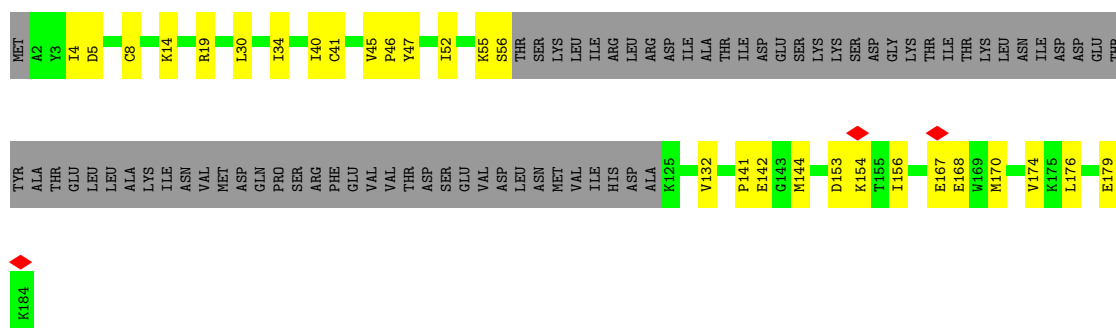 MET A2 Y3 I4 D5 C8 K14 R19 L30 I34 I40 C41 V45 P46 Y47 I52 K55 S56 THR SER LYS LEU ILE ARG LEU ARG ASP ILE ALA THR ILE ASP GLU SER LYS LYS SER ASP GLY LYS THR ILE THR LYS LEU ASN ILE ASP ASP GLU THR
TYR ALA THR GLU LEU LEU ALA LYS ILE ASN VAL MET ASP GLN PRO SER ARG PHE GLU VAL VAL THR ASP SER GLU VAL ASP LEU ASN MET VAL ILE HIS ASP ALA K125 V132 P141 E142 G143 M144 D153 K154 T155 I156 E167 E168 W169 M170 V174 K175 L176 E179
K184